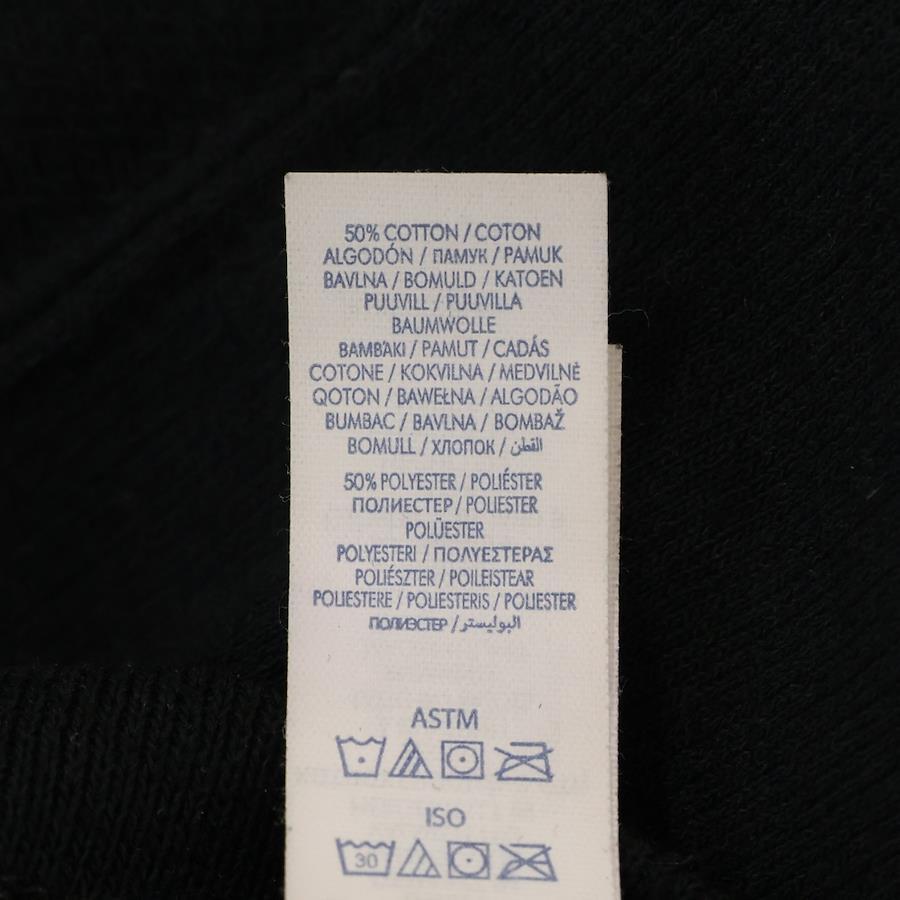 50% COTTON / COTON
ALGODÓN / ПАМУК / PAMUK
BAVLNA / BOMULD / KATOEN
PUUVILL / PUUVILLA
BAUMWOLLE
ΒΑΜΒΆΚΙ / PAMUT / CADÁS
COTONE / KOKVILNA / MEDVILNĖ
QOTON / BAWEŁNA / ALGODÃO
BUMBAC / BAVLNA / BOMBAŽ
BOMULL / ХЛОПОК / القطن
50% POLYESTER / POLIÉSTER
ПОЛИЕСТЕР / POLIESTER
POLÜESTER
POLYESTERI / ΠΟΛΥΕΣΤΕΡΑΣ
POLIÉSZTER / POILEISTEAR
POLIESTERE / POLIESTERIS / POLIESTER
ПОЛИЭСТЕР / البوليستر
ASTM
ISO
30